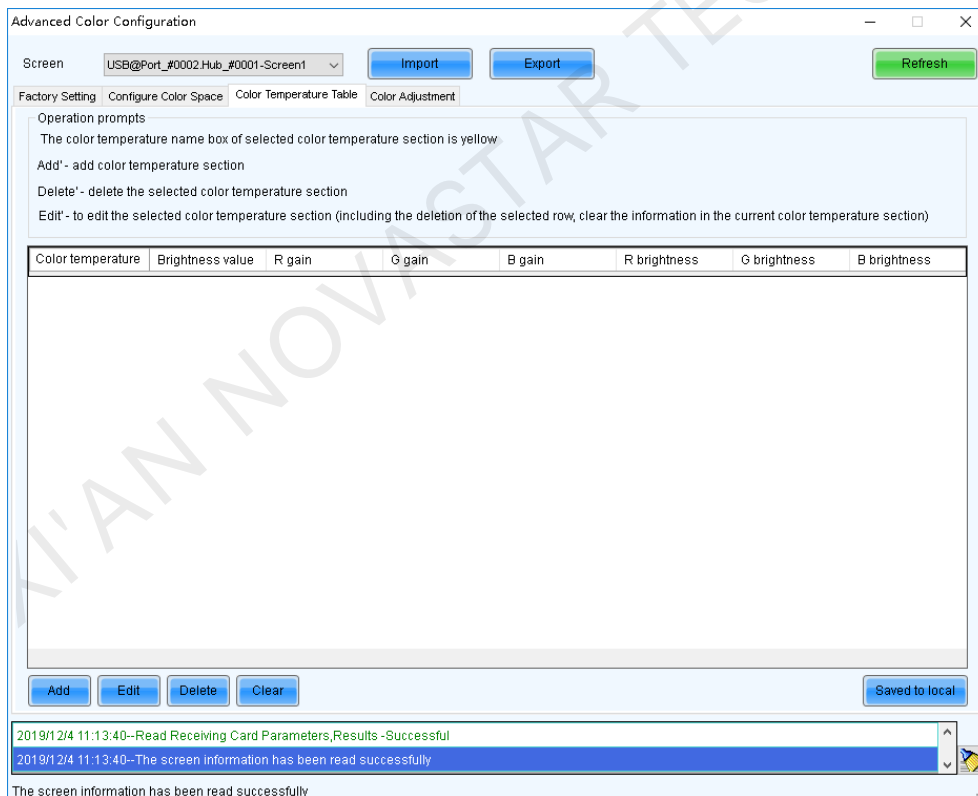 Advanced Color Configuration
Screen USB@Port_#0002.Hub_#0001-Screen1 Import Export Refresh
Factory Setting Configure Color Space Color Temperature Table Color Adjustment
Operation prompts
The color temperature name box of selected color temperature section is yellow
Add' - add color temperature section
Delete' - delete the selected color temperature section
Edit' - to edit the selected color temperature section (including the deletion of the selected row, clear the information in the current color temperature section)
Color temperature Brightness value R gain G gain B gain R brightness G brightness B brightness
XI'AN NOVASTAR TEC
Add Edit Delete Clear Saved to local
2019/12/4 11:13:40--Read Receiving Card Parameters,Results -Successful
2019/12/4 11:13:40--The screen information has been read successfully
The screen information has been read successfully